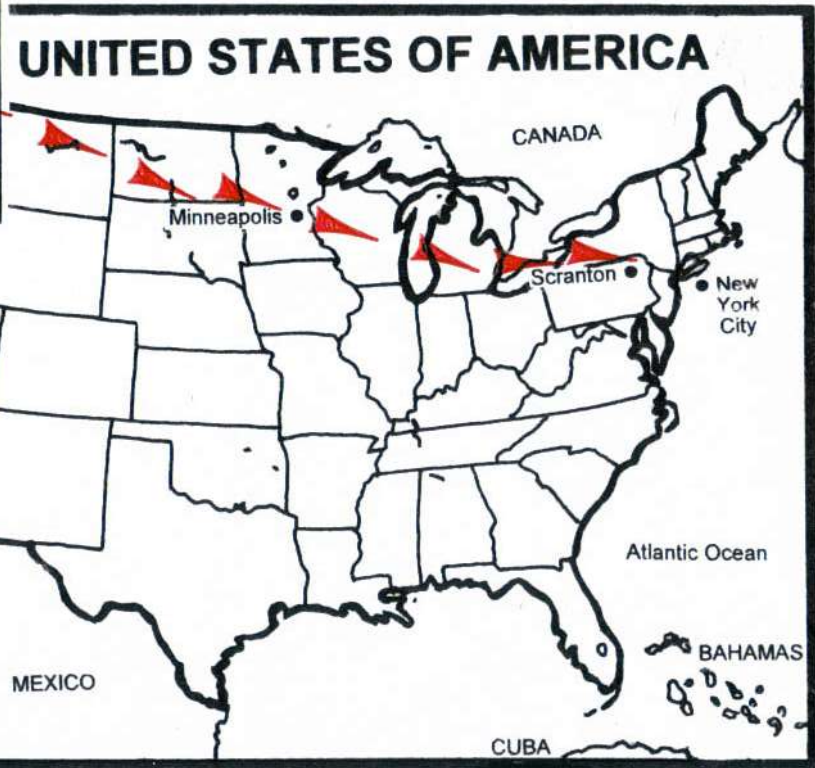 UNITED STATES OF AMERICA
CANADA
Minneapolis
Scranton
New
York
City
Atlantic Ocean
BAHAMAS
MEXICO
CUBA